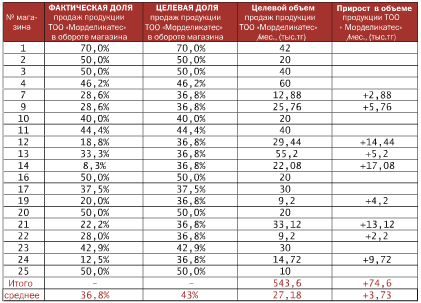 № мага-
зина
ФАКТИЧЕСКАЯ ДОЛЯ
продаж продукции
ТОО «Морделикатес»
в обороте магазина
ЦЕЛЕВАЯ ДОЛЯ
продаж продукции
ТОО «Морделикатес»
в обороте магазина
Целевой объем
продаж продукции
ТОО «Морделикатес»
/мес., (тыс.тг)
Прирост в объеме
продукции ТОО
« Морделикатес»
/мес., (тыс.тг)
1 70,0% 70,0% 42
2 50,0% 50,0% 20
3 50,0% 50,0% 40
4 46,2% 46,2% 60
7 28,6% 36,8% 12,88 +2,88
9 28,6% 36,8% 25,76 +5,76
10 40,0% 40,0% 20
11 44,4% 44,4% 40
12 18,8% 36,8% 29,44 +14,44
13 33,3% 36,8% 55,2 +5,2
14 8,3% 36,8% 22,08 +17,08
16 50,0% 50,0% 20
17 37,5% 37,5% 30
19 20,0% 36,8% 9,2 +4,2
20 50,0% 50,0% 20
21 22,2% 36,8% 33,12 +13,12
22 28,0% 36,8% 9,2 +2,2
23 42,9% 42,9% 30
24 12,5% 36,8% 14,72 +9,72
25 50,0% 50,0% 10
Итого – – 543,6 +74,6
среднее 36,8% 43% 27,18 +3,73